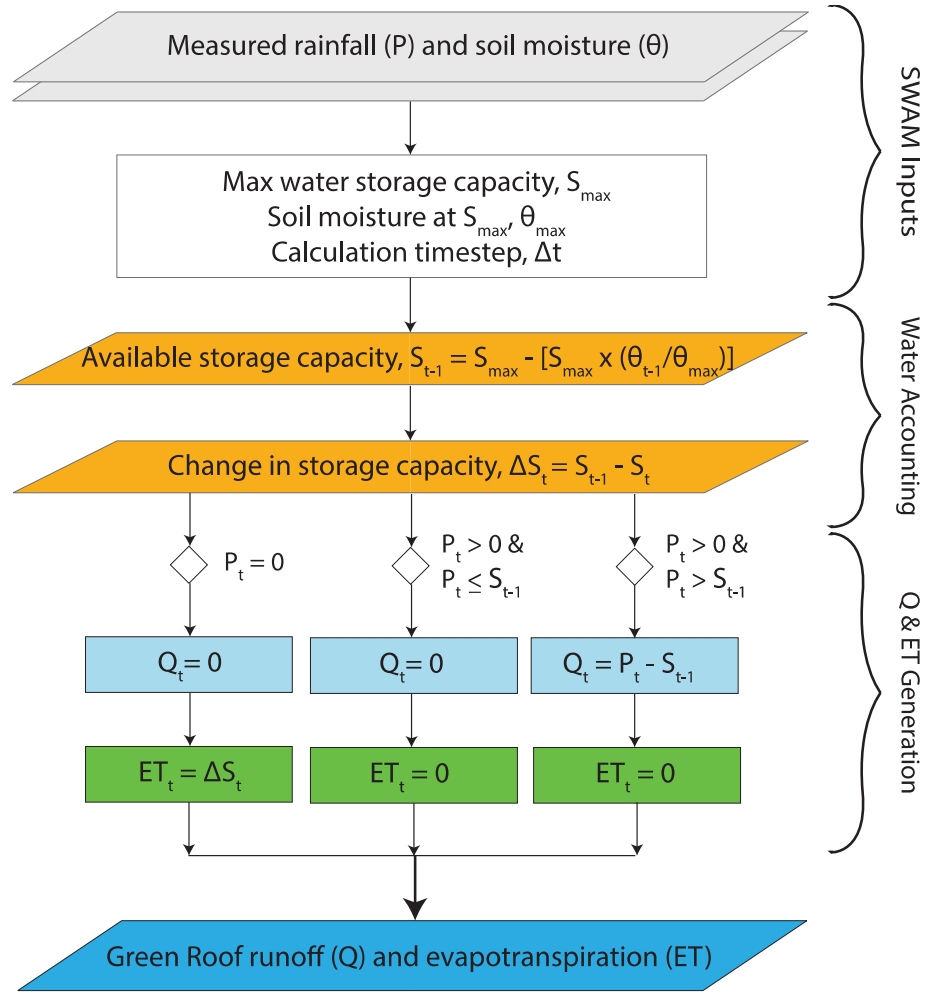 Measured rainfall (P) and soil moisture (θ)
Max water storage capacity, Smax
Soil moisture at Smax, θmax
Calculation timestep, Δt
Available storage capacity, St-1 = Smax - [Smax x (θt-1/θmax)]
Change in storage capacity, ΔSt = St-1 - St
Pt = 0
Pt > 0 &
Pt ≤ St-1
Pt > 0 &
Pt > St-1
Qt = 0
Qt = 0
Qt = Pt - St-1
ETt = ΔSt
ETt = 0
ETt = 0
Green Roof runoff (Q) and evapotranspiration (ET)
SWAM Inputs
Water Accounting
Q & ET Generation